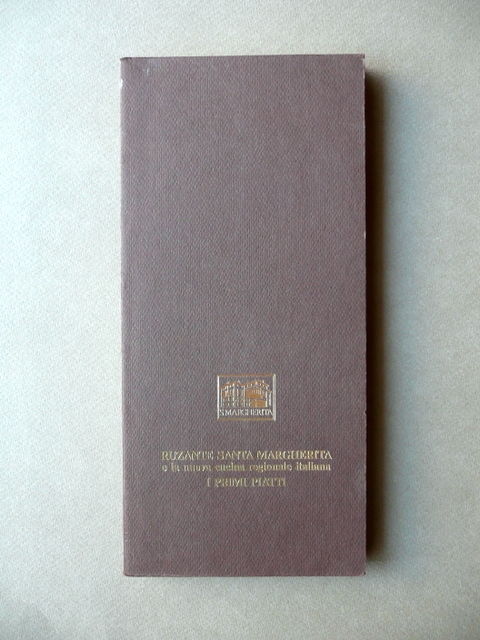 S.MARGHERITA
RUZANTE SANTA MARGHERITA
e la nuova cucina regionale italiana
I PRIMI PIATTI